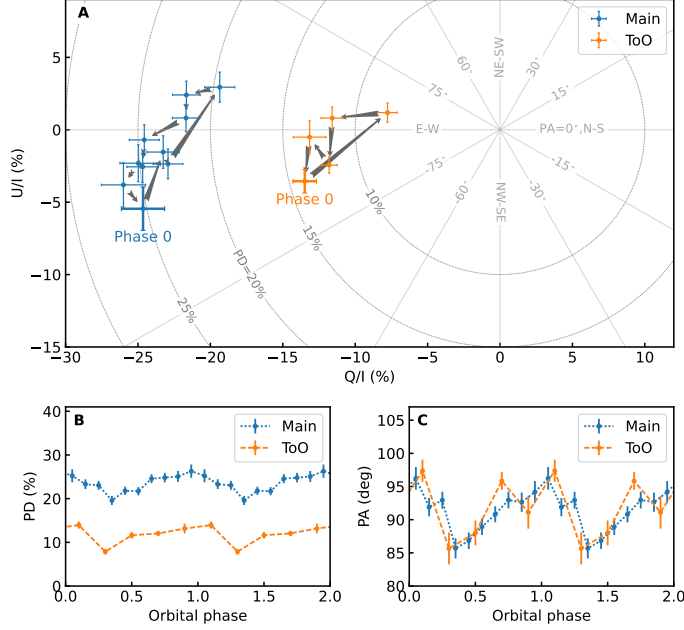 A
Main
ToO
60°
NE-SW
30°
75°
15°
E-W
PA=0°,N-S
-75°
-15°
-60°
NW-SE
-30°
10%
15%
PD=20%
25%
Phase 0
Phase 0
U/I (%)
5
0
−5
−10
−15
−30
−25
−20
−15
−10
−5
0
5
10
Q/I (%)
B
Main
ToO
PD (%)
41
30
20
10
0
0.0
0.5
1.0
1.5
2.0
Orbital phase
C
Main
ToO
PA (deg)
105
100
95
90
85
80
0.0
0.5
1.0
1.5
2.0
Orbital phase